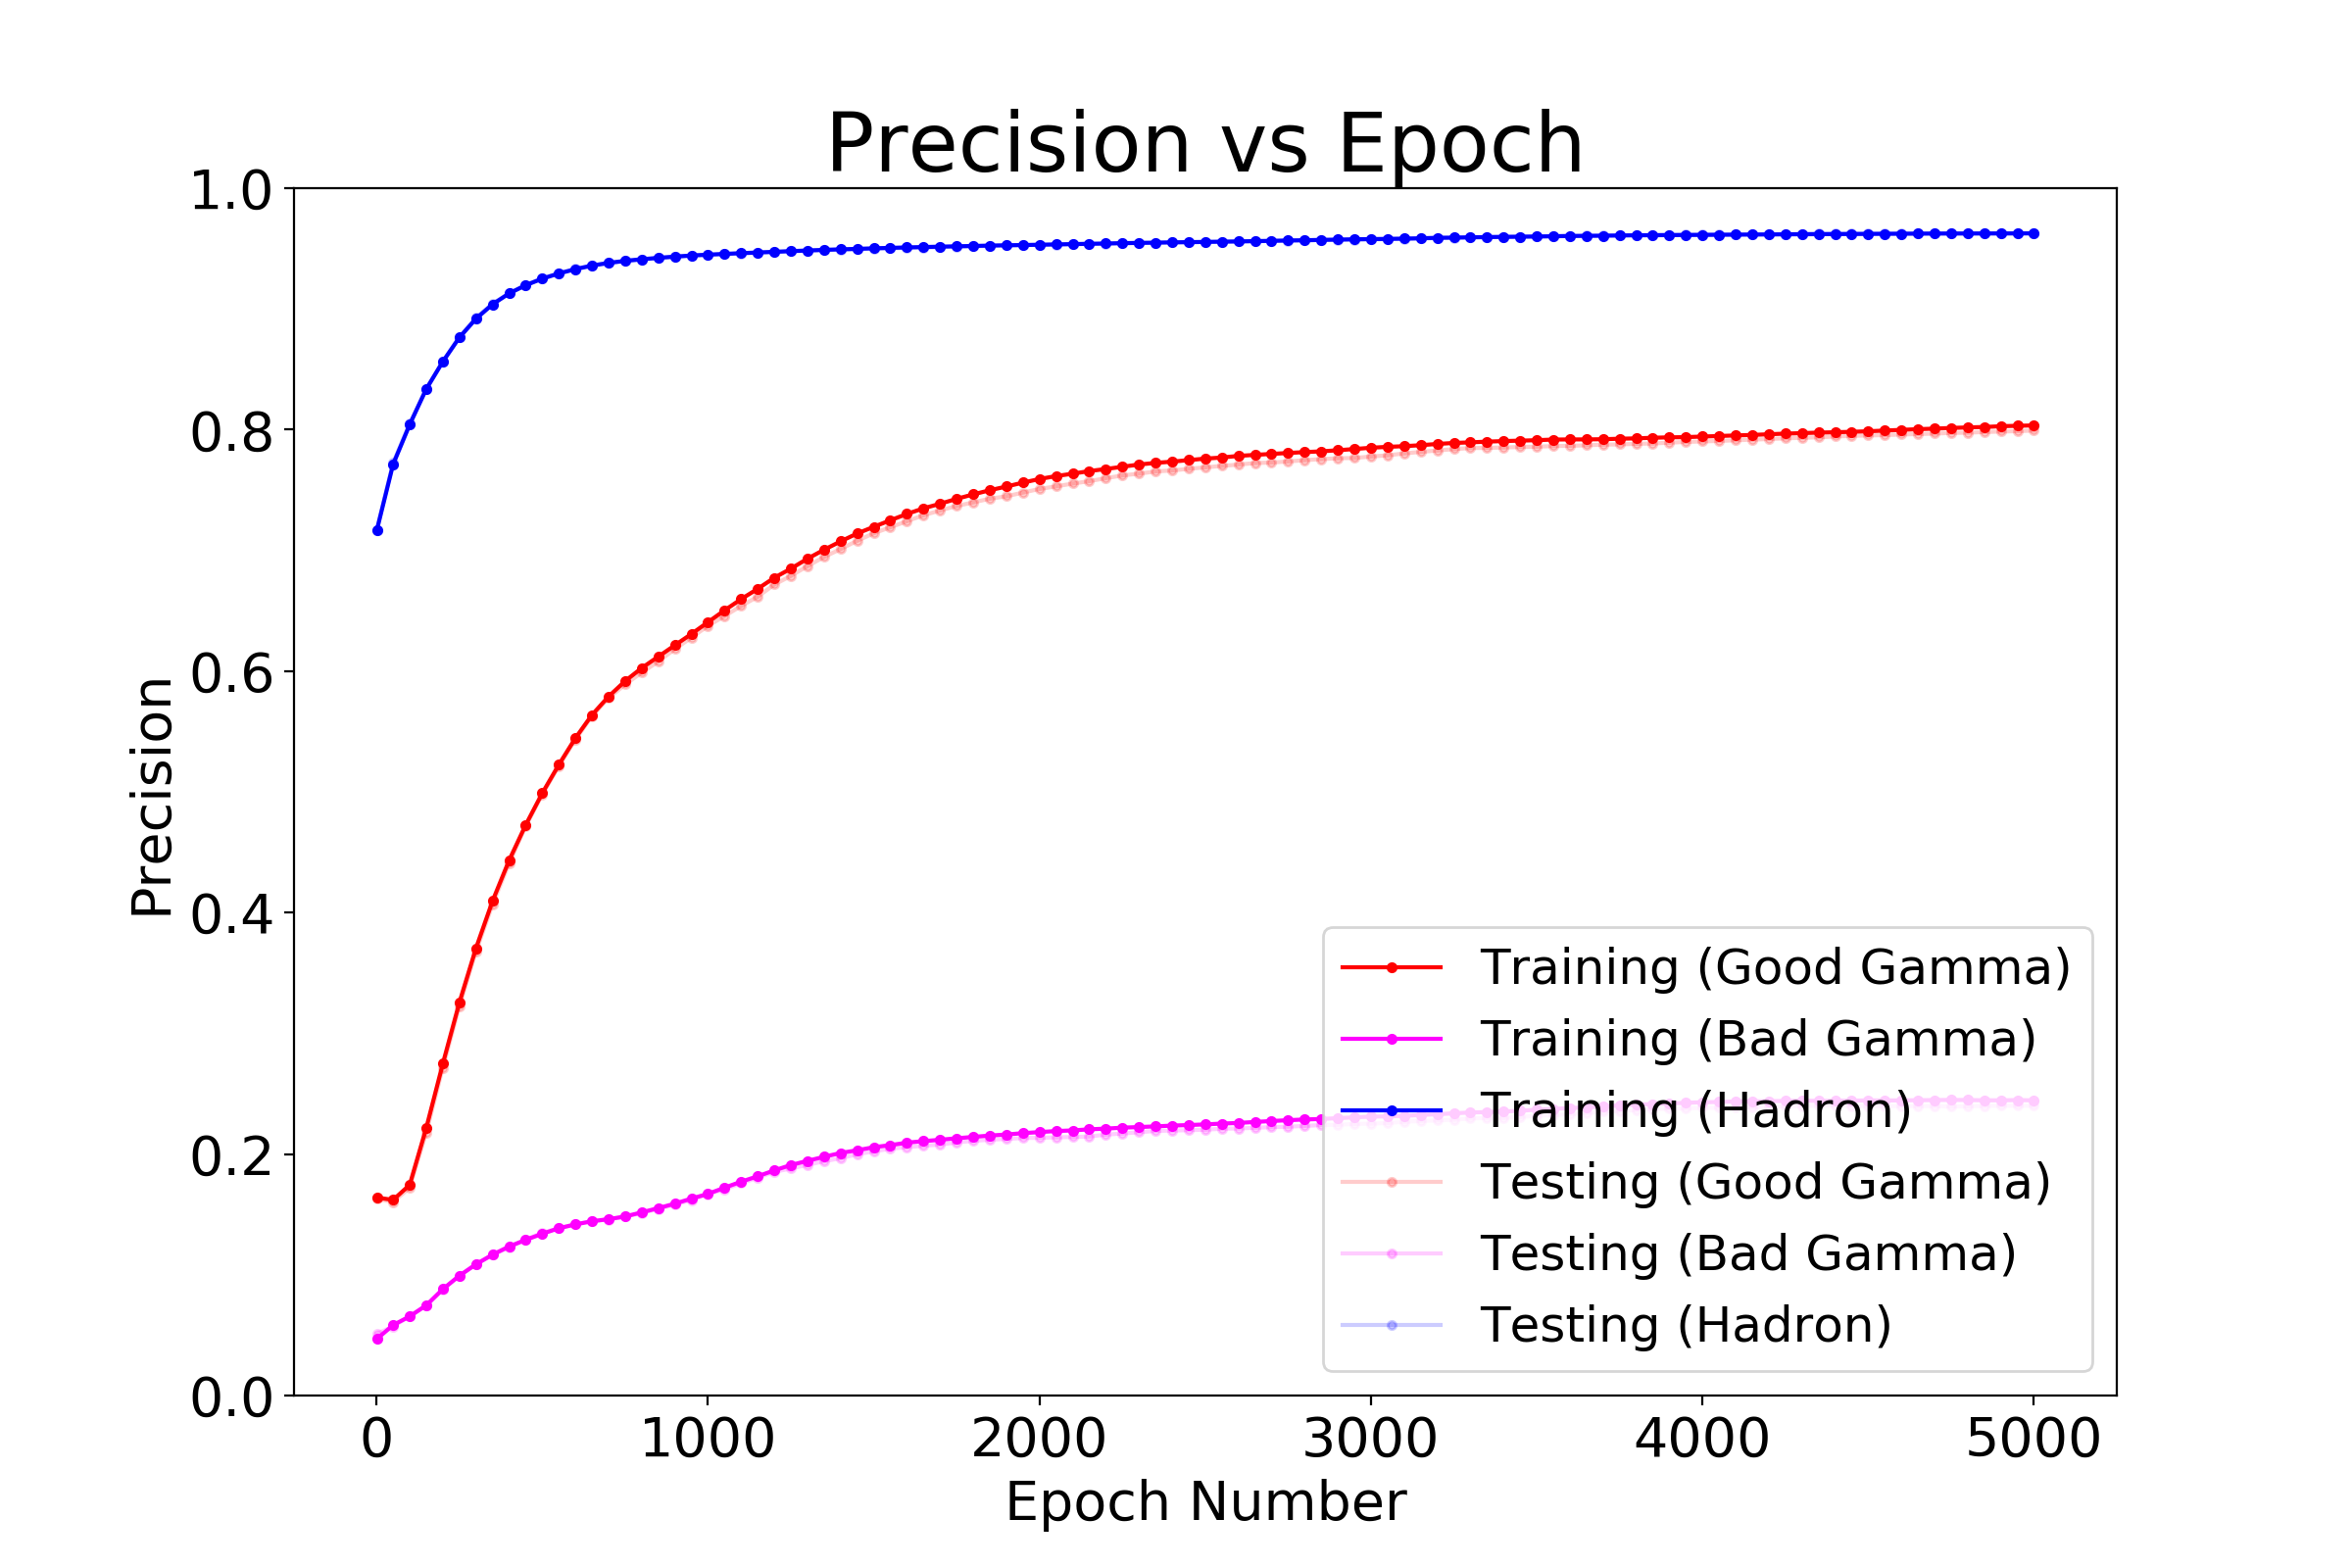 Precision vs Epoch
1.0
0.8
0.6
0.4
0.2
0.0
Precision
Training (Good Gamma)
Training (Bad Gamma)
Training (Hadron)
Testing (Good Gamma)
Testing (Bad Gamma)
Testing (Hadron)
0 1000 2000 3000 4000 5000
Epoch Number